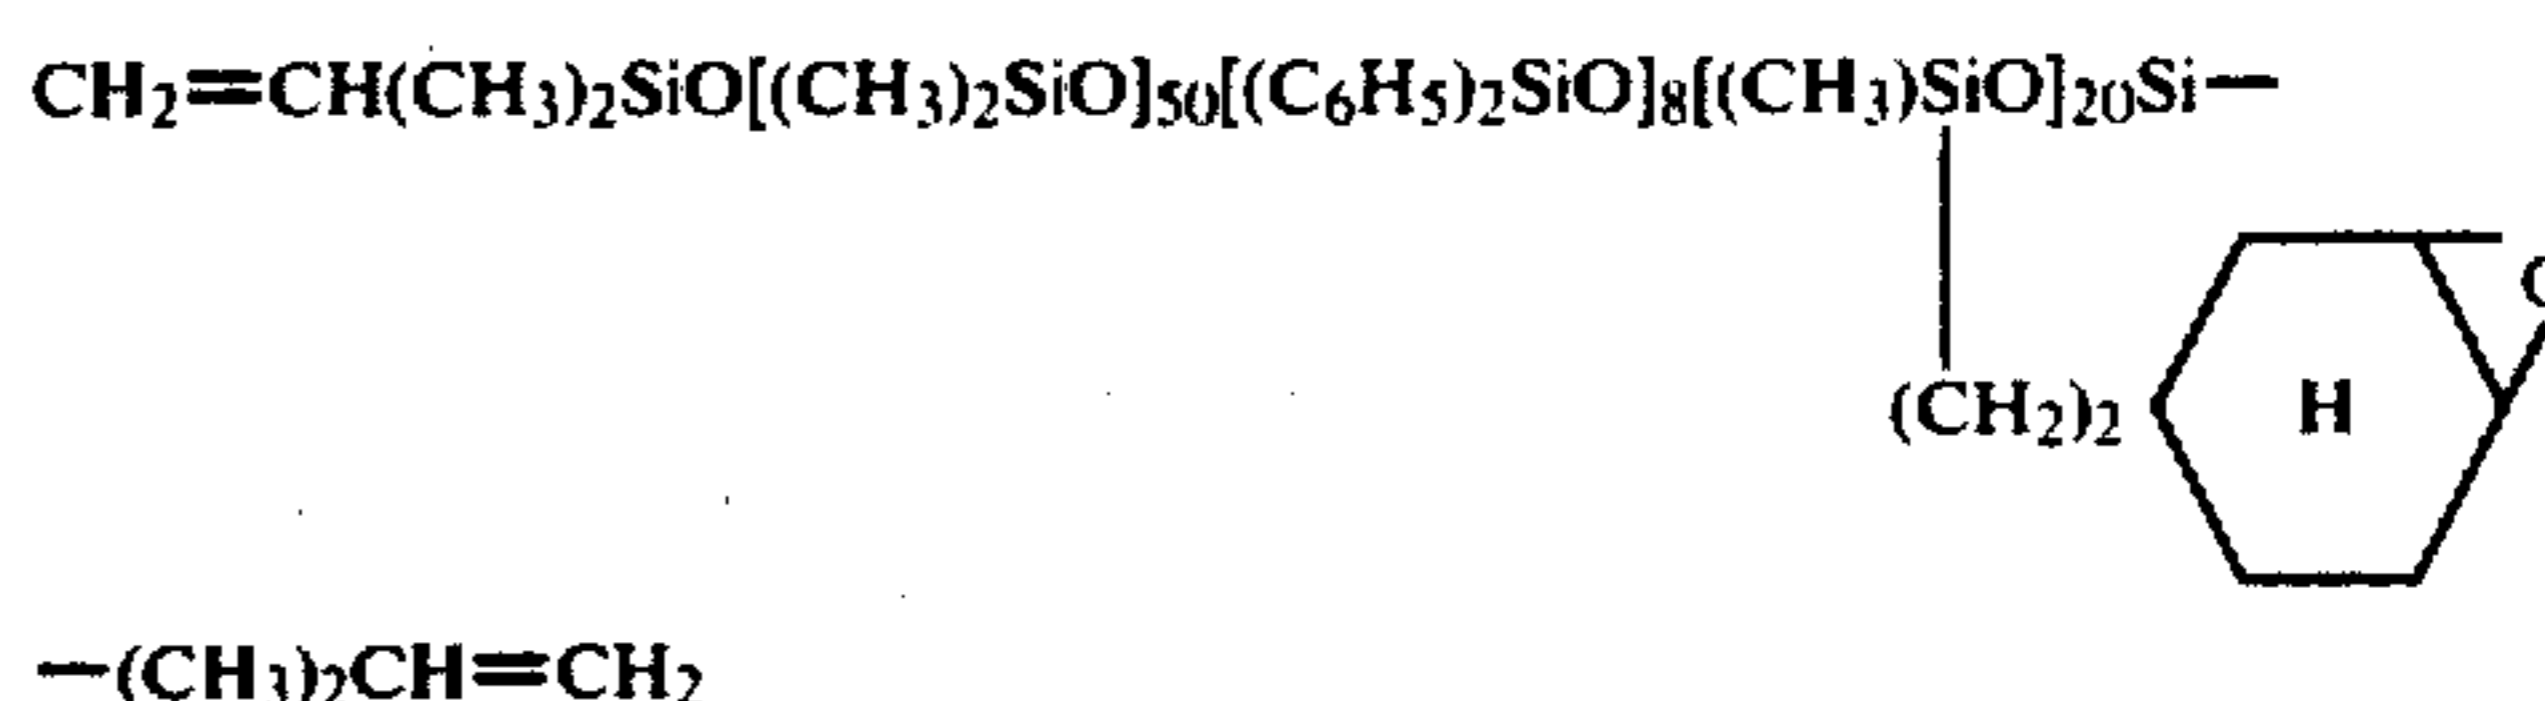 CH₂=CH(CH₃)₂SiO[(CH₃)₂SiO]₅₀[(C₆H₅)₂SiO]₈[(CH₃)SiO]₂₀Si—
(CH₂)₂ H
—(CH₃)₂CH=CH₂